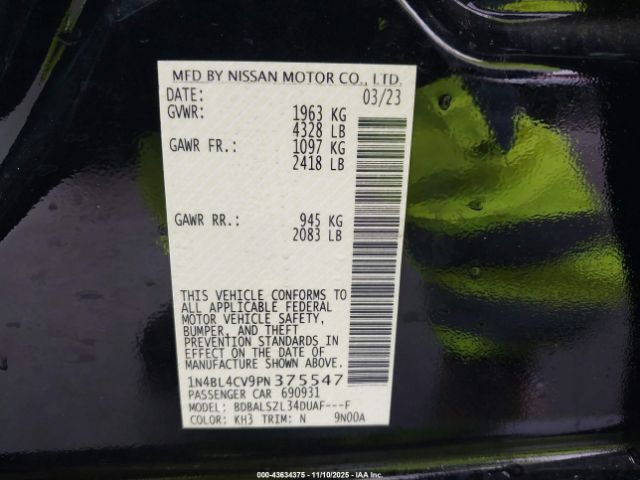 MFD BY NISSAN MOTOR CO., LTD.
DATE: 03/23
GVWR: 1963 KG
4328 LB
GAWR FR.: 1097 KG
2418 LB
GAWR RR.: 945 KG
2083 LB
THIS VEHICLE CONFORMS TO
ALL APPLICABLE FEDERAL
MOTOR VEHICLE SAFETY,
BUMPER, AND THEFT
PREVENTION STANDARDS IN
EFFECT ON THE DATE OF
MANUFACTURE SHOWN ABOVE.
1N4BL4CV9PN375547
PASSENGER CAR 690931
MODEL: BDBALSZL34DUAF---F
COLOR: KH3 TRIM: N 9N00A
000-43634375 - 11/10/2025 - IAA Inc.